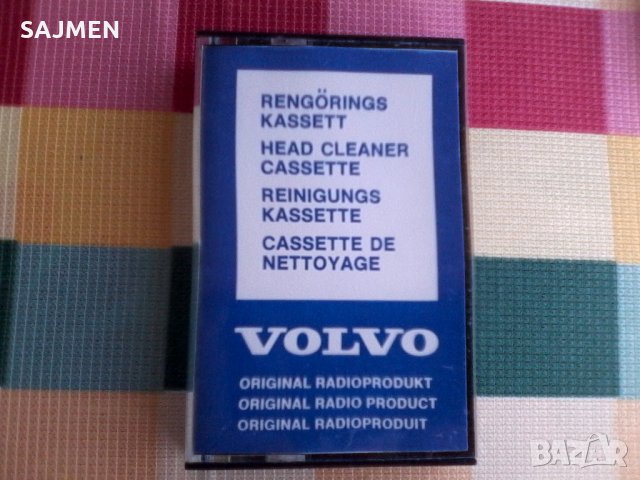 SAJMEN
RENGÖRINGS
KASSETT
HEAD CLEANER
CASSETTE
REINIGUNGS
KASSETTE
CASSETTE DE
NETTOYAGE
VOLVO
ORIGINAL RADIOPRODUKT
ORIGINAL RADIO PRODUCT
ORIGINAL RADIOPRODUIT
BAZAR